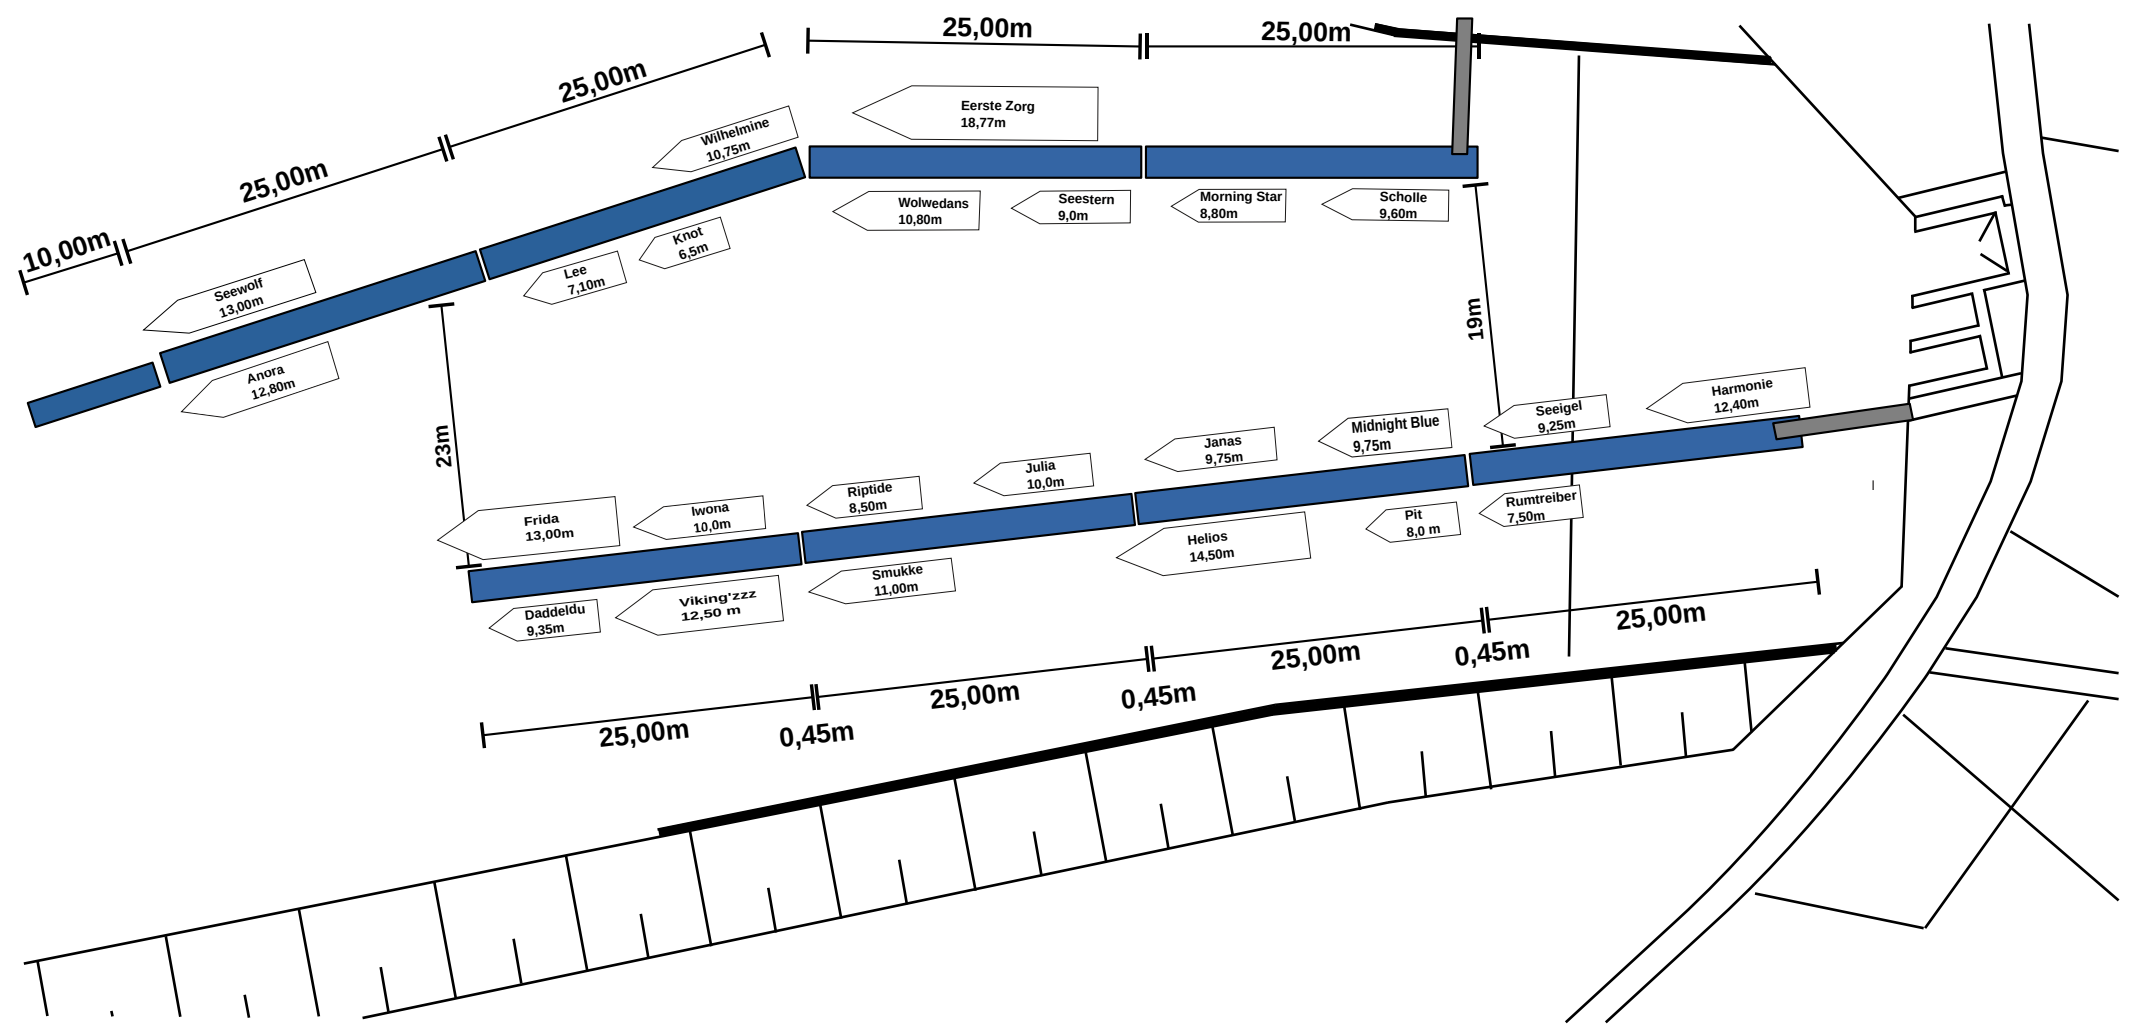 25,00m
25,00m
25,00m
25,00m
10,00m
Eerste Zorg
18,77m
Wilhelmine
10,75m
Wolwedans
10,80m
Seestern
9,0m
Morning Star
8,80m
Scholle
9,60m
Knot
6,5m
Lee
7,10m
Seewolf
13,00m
Anora
12,80m
19m
23m
Harmonie
12,40m
Seeigel
9,25m
Midnight Blue
9,75m
Janas
9,75m
Julia
10,0m
Riptide
8,50m
Iwona
10,0m
Frida
13,00m
Rumtreiber
7,50m
Pit
8,0 m
Helios
14,50m
Smukke
11,00m
Viking'zzz
12,50 m
Daddeldu
9,35m
25,00m
0,45m
25,00m
0,45m
25,00m
0,45m
25,00m